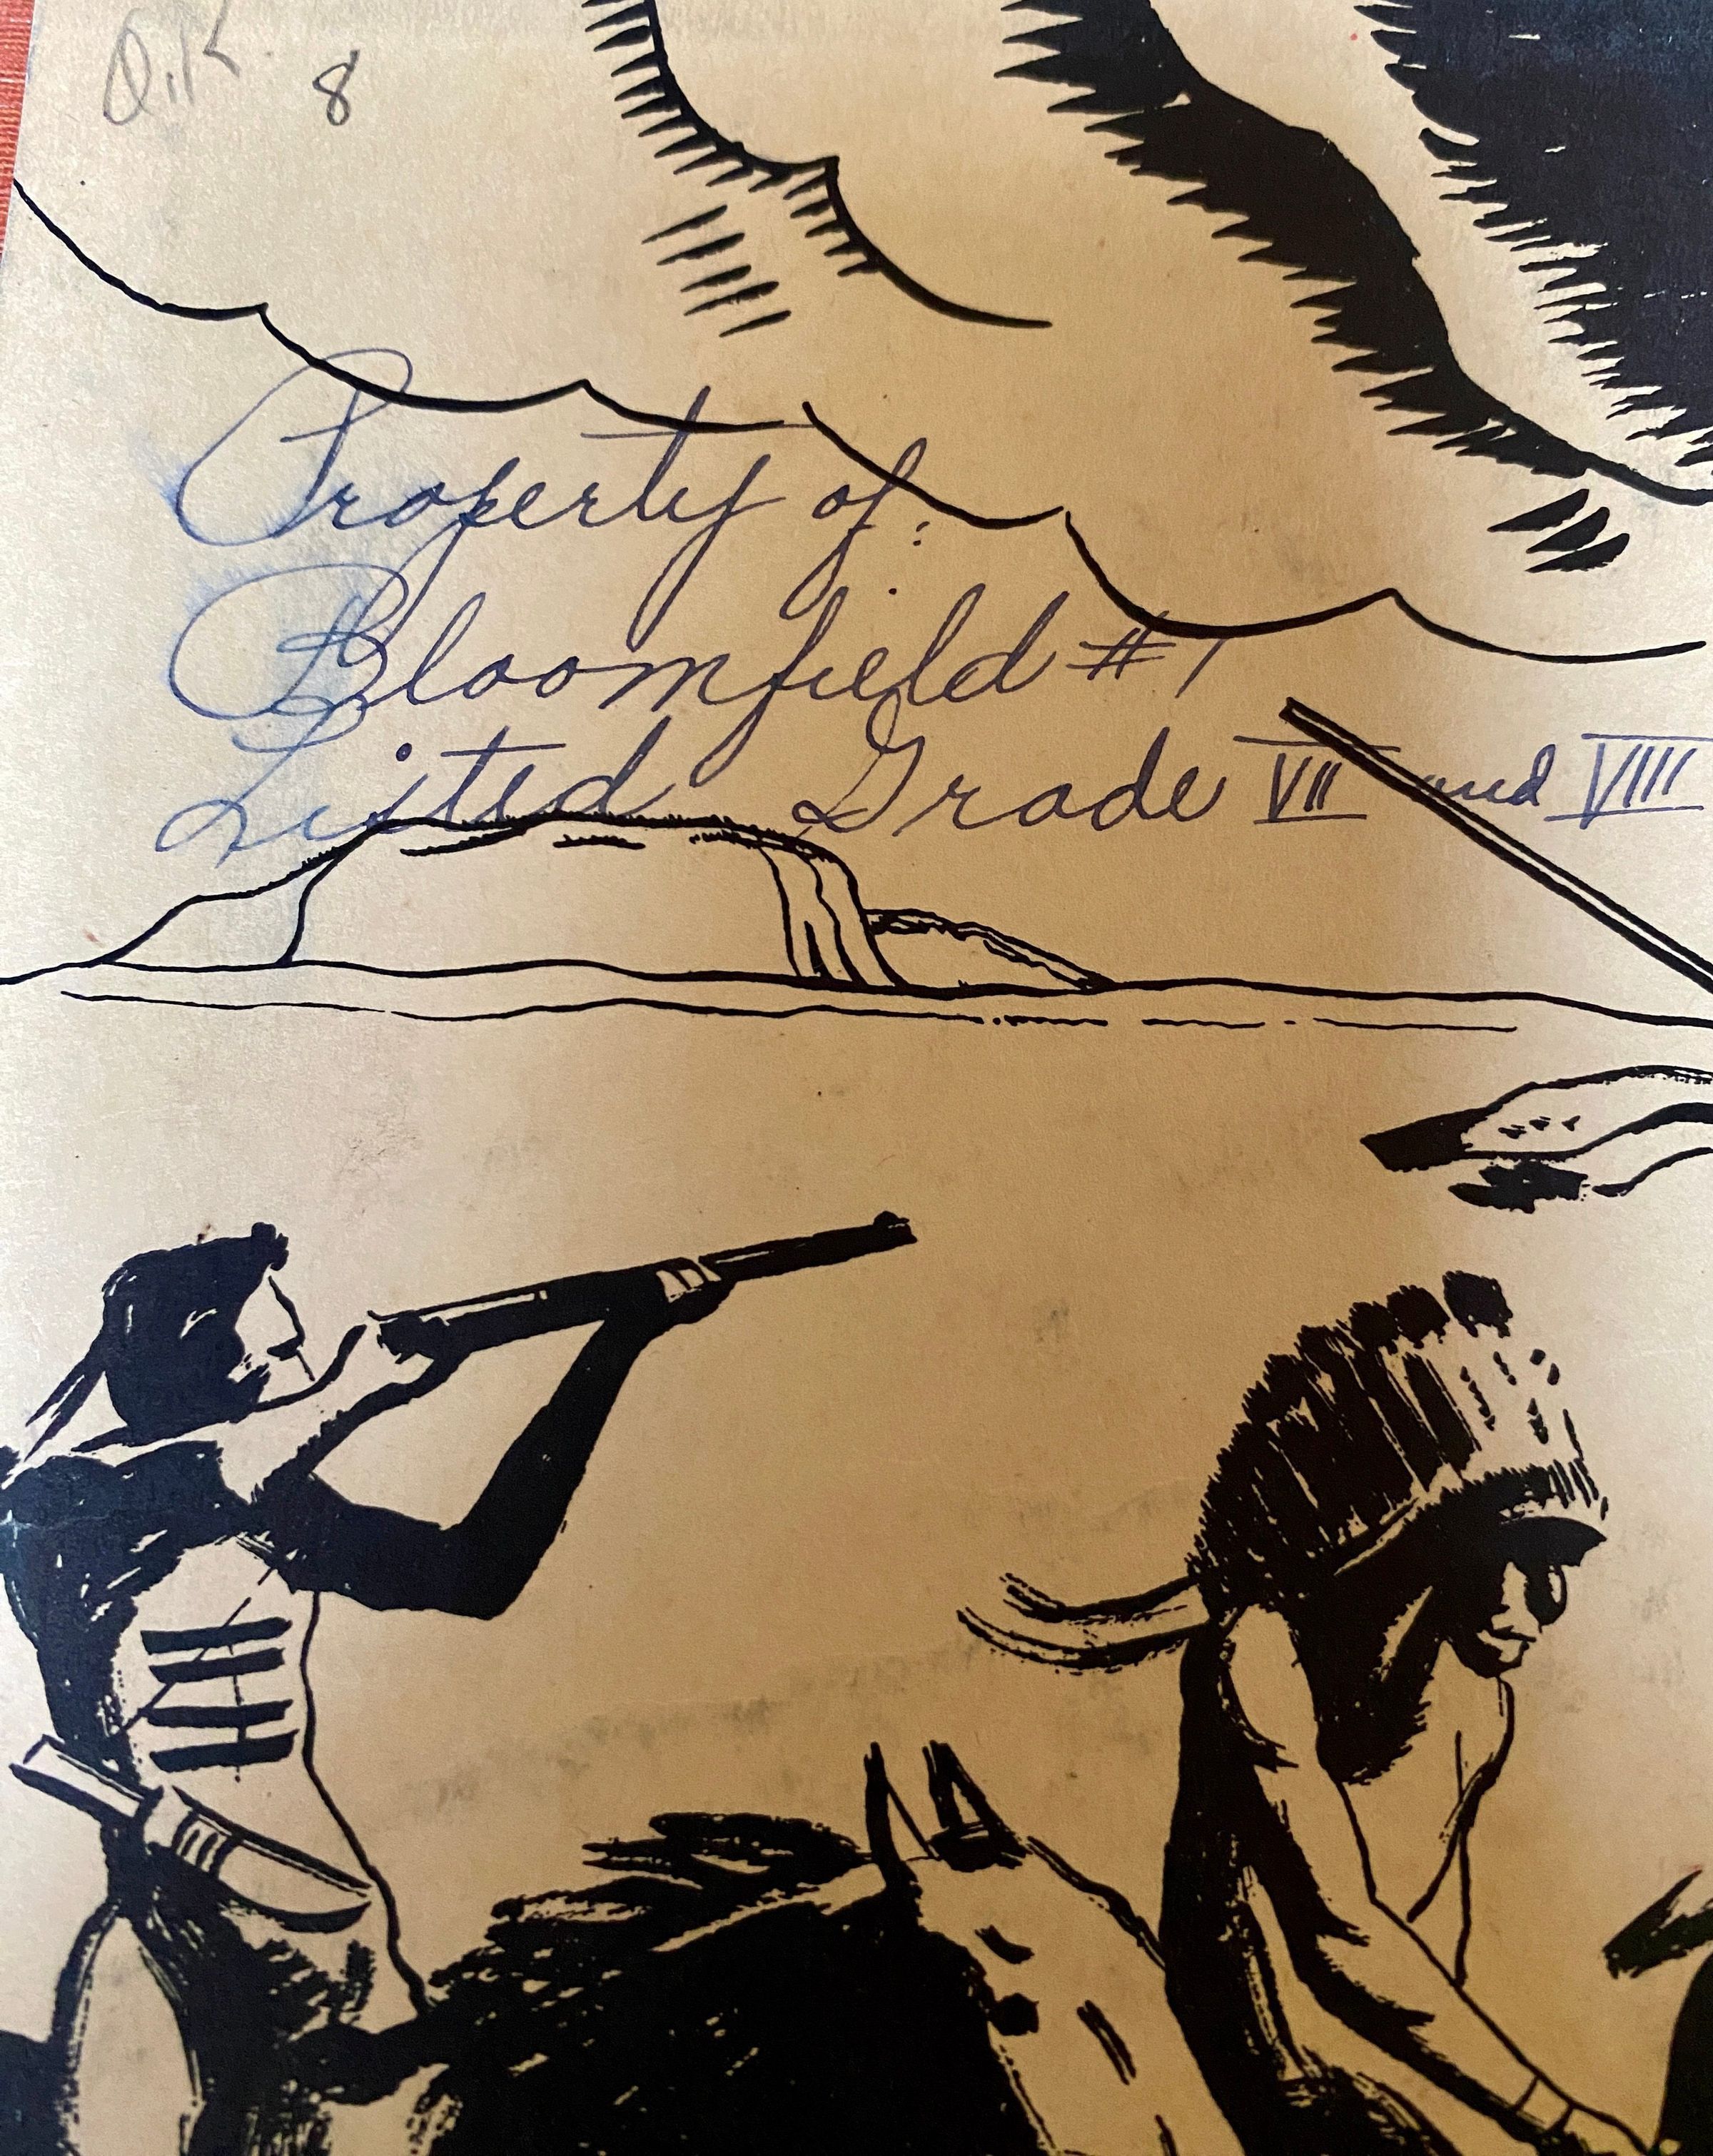 O.K. 8
Property of:
Bloomfield #1
Listed Grade VII and VIII